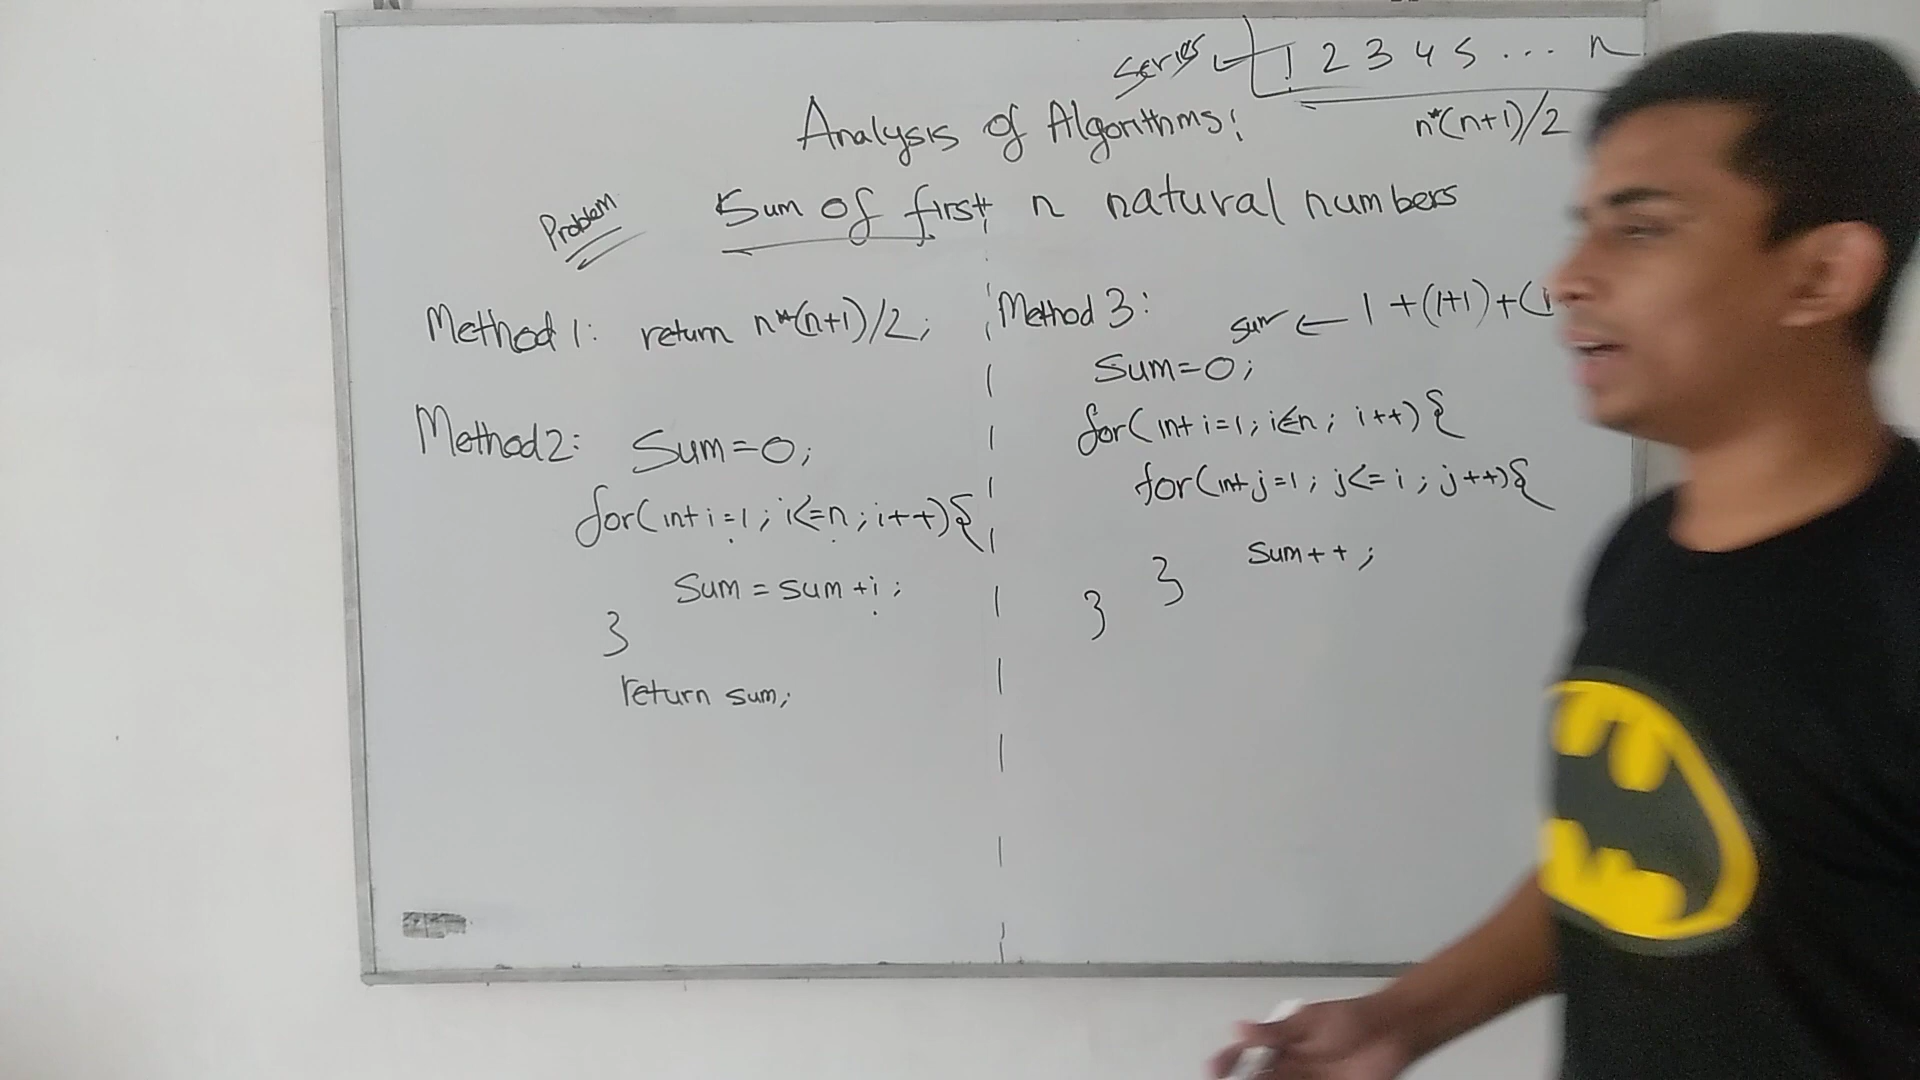 series ← 1 2 3 4 5 ... n
n*(n+1)/2
Analysis of Algorithms:
Problem
Sum of first n natural numbers
Method 1: return n*(n+1)/2;
Method 2: Sum=0;
for(int i=1; i<=n; i++){
Sum = sum+i;
}
return sum;
Method 3:
sum ← 1 +(1+1)+(1
Sum=0;
for(int i=1; i<=n; i++){
for(int j=1; j<=i; j++){
Sum++;
}
}